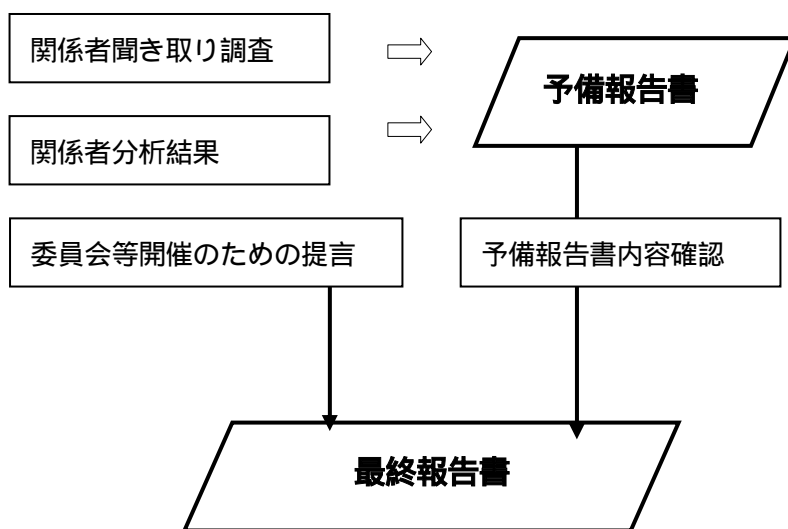 関係者聞き取り調査
予備報告書
関係者分析結果
委員会等開催のための提言
予備報告書内容確認
最終報告書